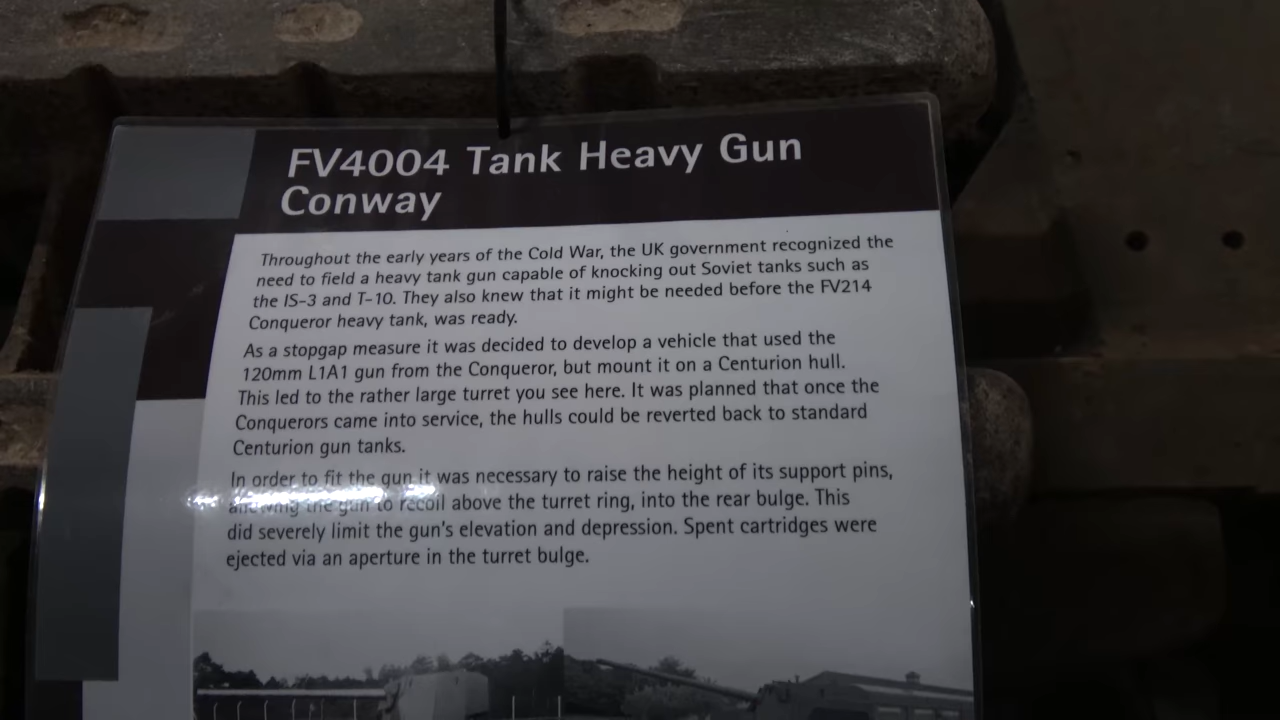 FV4004 Tank Heavy Gun
Conway
Throughout the early years of the Cold War, the UK government recognized the
need to field a heavy tank gun capable of knocking out Soviet tanks such as
the IS-3 and T-10. They also knew that it might be needed before the FV214
Conqueror heavy tank, was ready.
As a stopgap measure it was decided to develop a vehicle that used the
120mm L1A1 gun from the Conqueror, but mount it on a Centurion hull.
This led to the rather large turret you see here. It was planned that once the
Conquerors came into service, the hulls could be reverted back to standard
Centurion gun tanks.
In order to fit the gun it was necessary to raise the height of its support pins,
allowing the gun to recoil above the turret ring, into the rear bulge. This
did severely limit the gun's elevation and depression. Spent cartridges were
ejected via an aperture in the turret bulge.